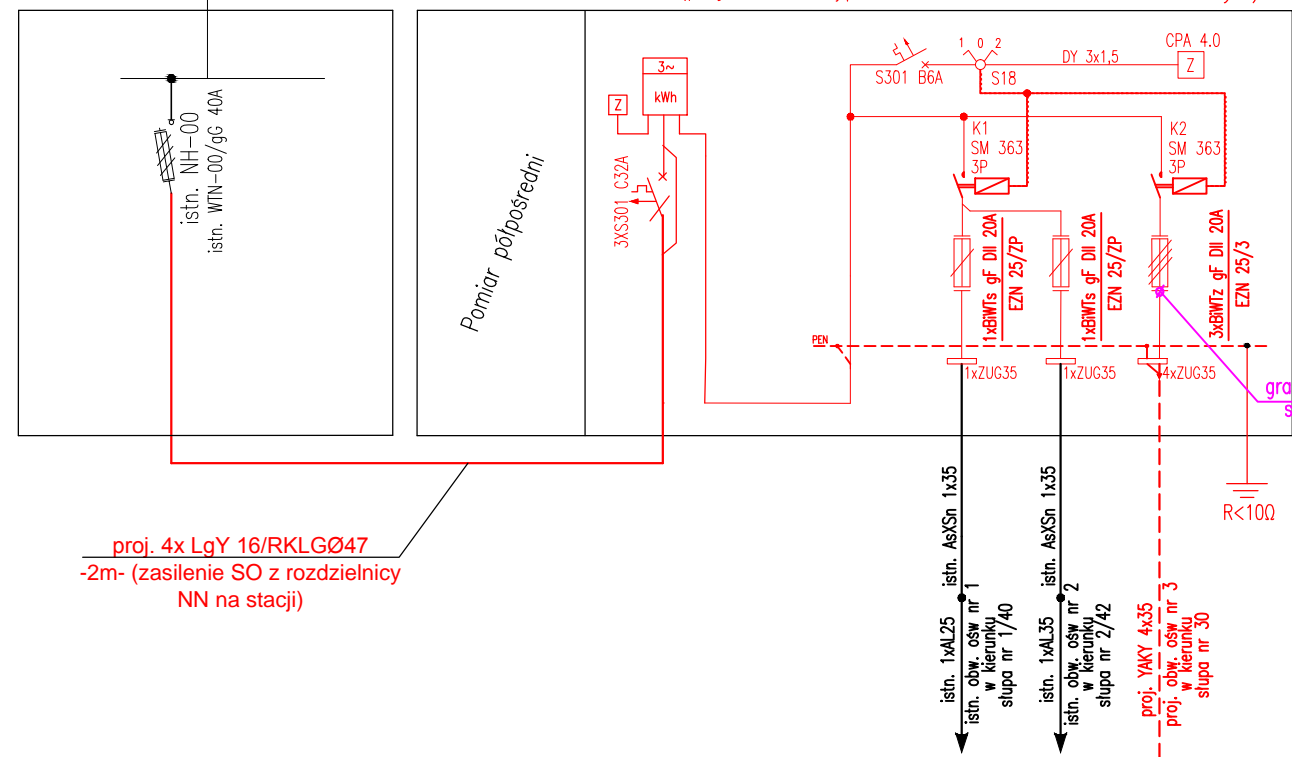 istn. NH-00
istn. WTN-00/gG 40A
Pomiar półpośredni
3~
kWh
Z
3XS301 C32A
S301 B6A
1 0 2
S18
DY 3x1,5
CPA 4.0
Z
K1
SM 363
3P
K2
SM 363
3P
1xBiWTs gF DII 20A
EZN 25/ZP
1xBiWTs gF DII 20A
EZN 25/ZP
3xBiWTz gF DII 20A
EZN 25/3
PEN
1xZUG35
1xZUG35
4xZUG35
gra
s
R<10Ω
proj. 4x LgY 16/RKLGØ47
-2m- (zasilenie SO z rozdzielnicy
NN na stacji)
istn. AsXSn 1x35
istn. 1xAL25
istn. obw. ośw nr 1
w kierunku
słupa nr 1/40
istn. AsXSn 1x35
istn. 1xAL35
istn. obw. ośw nr 2
w kierunku
słupa nr 2/42
proj. YAKY 4x35
proj. obw. ośw nr 3
w kierunku
słupa nr 30